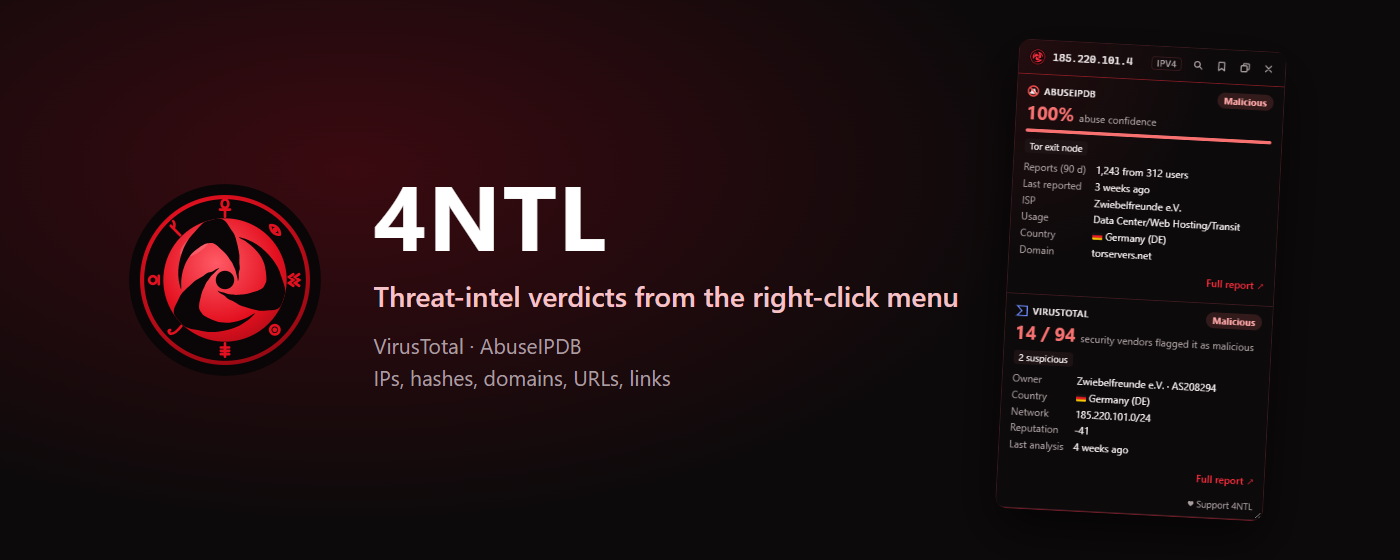 4NTL
Threat-intel verdicts from the right-click menu
VirusTotal · AbuseIPDB
IPs, hashes, domains, URLs, links
185.220.101.4 IPV4
ABUSEIPDB Malicious
100% abuse confidence
Tor exit node
Reports (90 d) 1,243 from 312 users
Last reported 3 weeks ago
ISP Zwiebelfreunde e.V.
Usage Data Center/Web Hosting/Transit
Country Germany (DE)
Domain torservers.net
Full report ↗
VIRUSTOTAL Malicious
14 / 94 security vendors flagged it as malicious
2 suspicious
Owner Zwiebelfreunde e.V. · AS208294
Country Germany (DE)
Network 185.220.101.0/24
Reputation -41
Last analysis 4 weeks ago
Full report ↗
♥ Support 4NTL